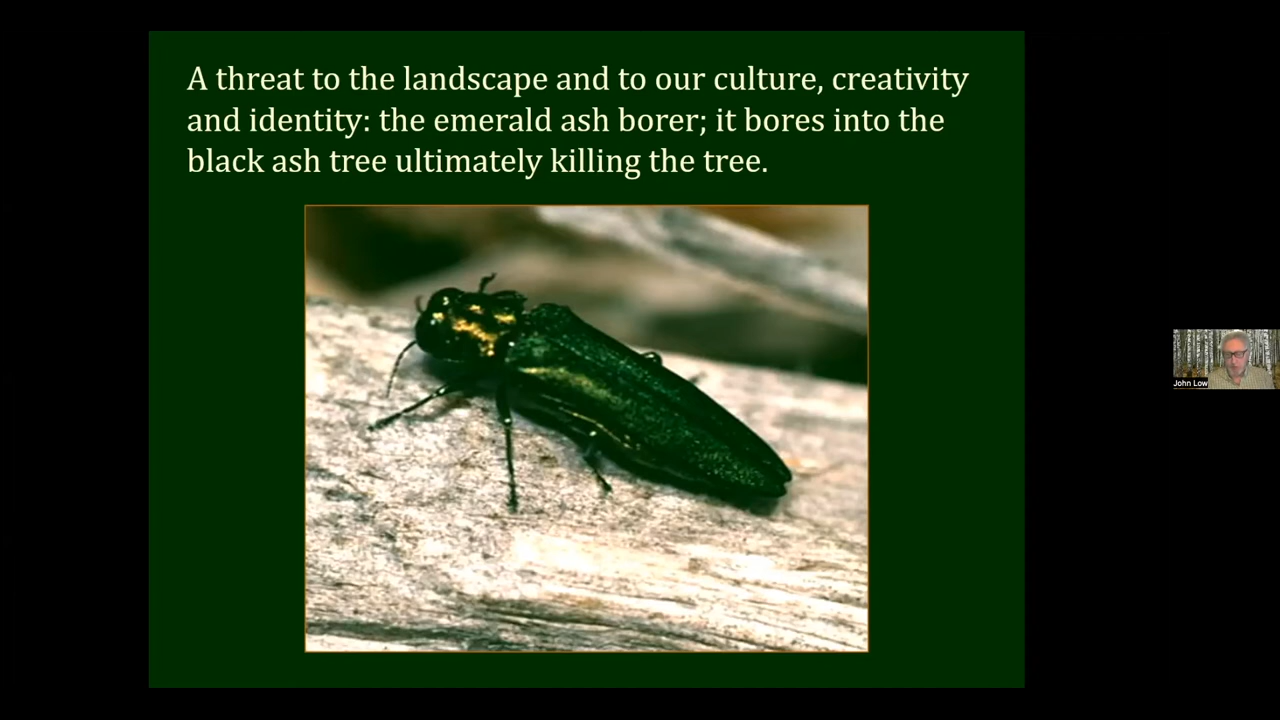 A threat to the landscape and to our culture, creativity
and identity: the emerald ash borer; it bores into the
black ash tree ultimately killing the tree.
John Low